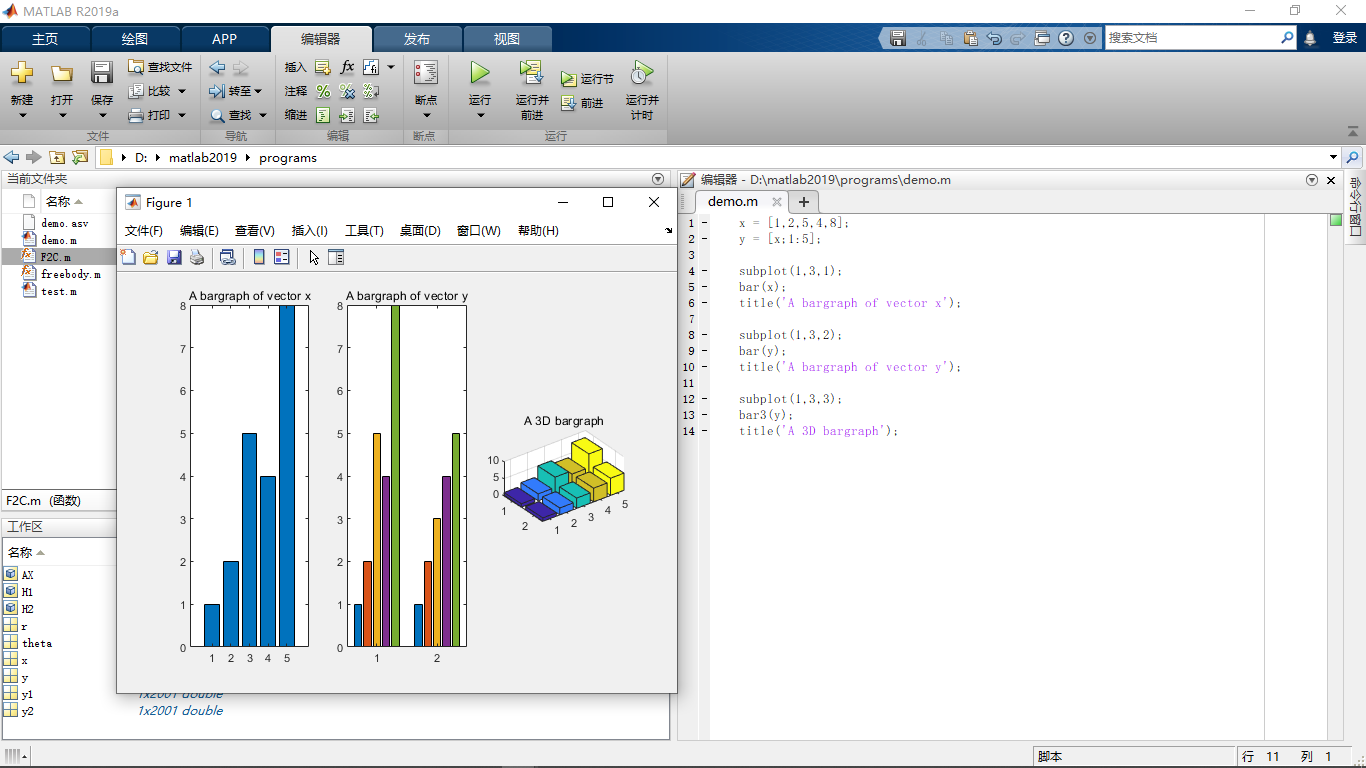 MATLAB R2019a
主页 绘图 APP 编辑器 发布 视图 搜索文档 登录
新建 打开 保存 查找文件 比较 打印 转至 查找 插入 注释 缩进 断点 运行 运行并前进 运行节 前进 运行并计时
文件 导航 编辑 断点 运行
D: matlab2019 programs
当前文件夹
名称
demo.asv
demo.m
F2C.m
freebody.m
test.m
F2C.m (函数)
工作区
名称
AX
H1
H2
r
theta
x
y
y1 1x2001 double
y2 1x2001 double
Figure 1
文件(F) 编辑(E) 查看(V) 插入(I) 工具(T) 桌面(D) 窗口(W) 帮助(H)
A bargraph of vector x
8
7
6
5
4
3
2
1
0
1 2 3 4 5
A bargraph of vector y
8
7
6
5
4
3
2
1
0
1 2
A 3D bargraph
10
5
0
1 2
1 2 3 4 5
编辑器 - D:\matlab2019\programs\demo.m
demo.m
1 - x = [1,2,5,4,8];
2 - y = [x;1:5];
3
4 - subplot(1,3,1);
5 - bar(x);
6 - title('A bargraph of vector x');
7
8 - subplot(1,3,2);
9 - bar(y);
10 - title('A bargraph of vector y');
11
12 - subplot(1,3,3);
13 - bar3(y);
14 - title('A 3D bargraph');
命令行窗口
脚本 行 11 列 1